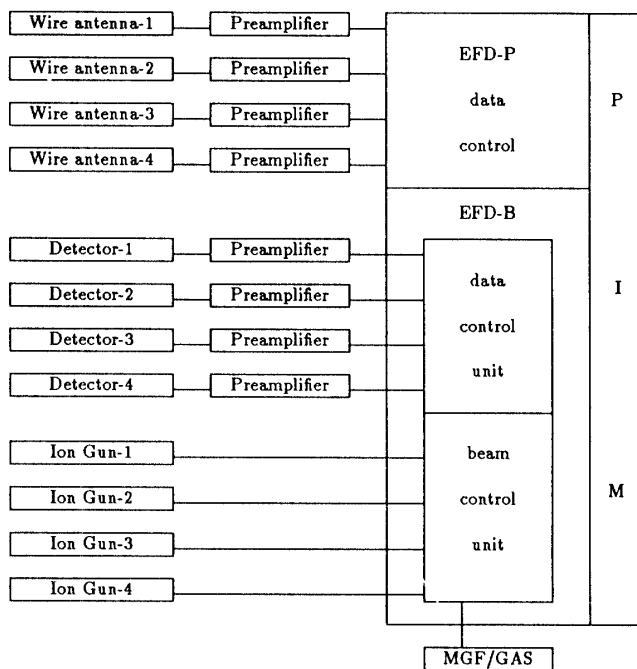 Wire antenna-1 Preamplifier
Wire antenna-2 Preamplifier
Wire antenna-3 Preamplifier
Wire antenna-4 Preamplifier
EFD-P
data
control
P
I
M
EFD-B
Detector-1 Preamplifier
Detector-2 Preamplifier
Detector-3 Preamplifier
Detector-4 Preamplifier
data
control
unit
Ion Gun-1
Ion Gun-2
Ion Gun-3
Ion Gun-4
beam
control
unit
MGF/GAS